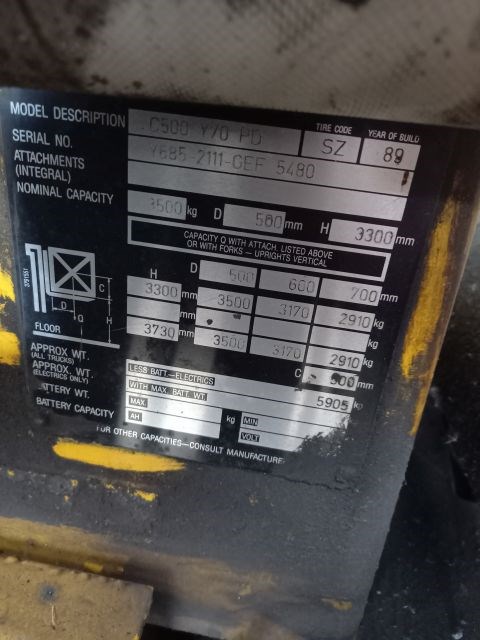 MODEL DESCRIPTION C500 Y70 PD TIRE CODE SZ YEAR OF BUILD 89
SERIAL NO. Y685-2111-GEF 5480
ATTACHMENTS
(INTEGRAL)
NOMINAL CAPACITY 3500 kg D 500 mm H 3300 mm
CAPACITY Q WITH ATTACH. LISTED ABOVE
OR WITH FORKS — UPRIGHTS VERTICAL
H D 500 600 700 mm
3300 mm 3500 3170 2910 kg
3730 mm 3500 3170 2910 kg
C 500 mm
C
D G H
FLOOR
APPROX WT. (ALL TRUCKS) 5905 kg
APPROX. WT. (ELECTRICS ONLY) LESS BATT.—ELECTRICS
WITH MAX. BATT. WT.
BATTERY WT. MAX. kg MIN
BATTERY CAPACITY AH VOLT
FOR OTHER CAPACITIES—CONSULT MANUFACTURE